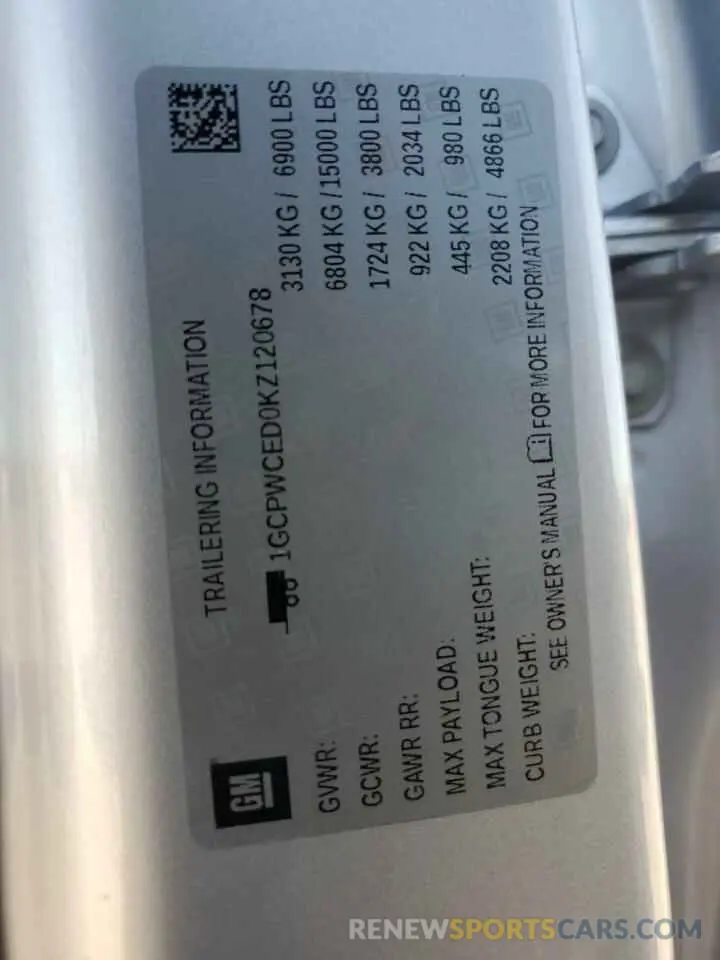 TRAILERING INFORMATION
1GCPWCED0KZ120678
GM
GVWR: 3130 KG / 6900 LBS
GCWR: 6804 KG / 15000 LBS
GAWR RR: 1724 KG / 3800 LBS
MAX PAYLOAD: 922 KG / 2034 LBS
MAX TONGUE WEIGHT: 445 KG / 980 LBS
CURB WEIGHT: 2208 KG / 4866 LBS
SEE OWNER'S MANUAL i FOR MORE INFORMATION
RENEWSPORTSCARS.COM